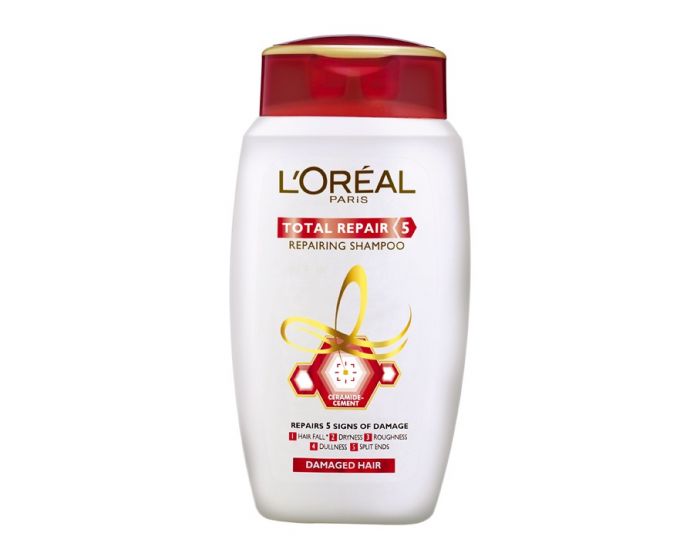 L'ORÉAL
PARIS
TOTAL REPAIR 5
REPAIRING SHAMPOO
CERAMIDE-
CEMENT
REPAIRS 5 SIGNS OF DAMAGE
1 HAIR FALL* 2 DRYNESS 3 ROUGHNESS
4 DULLNESS 5 SPLIT ENDS
DAMAGED HAIR